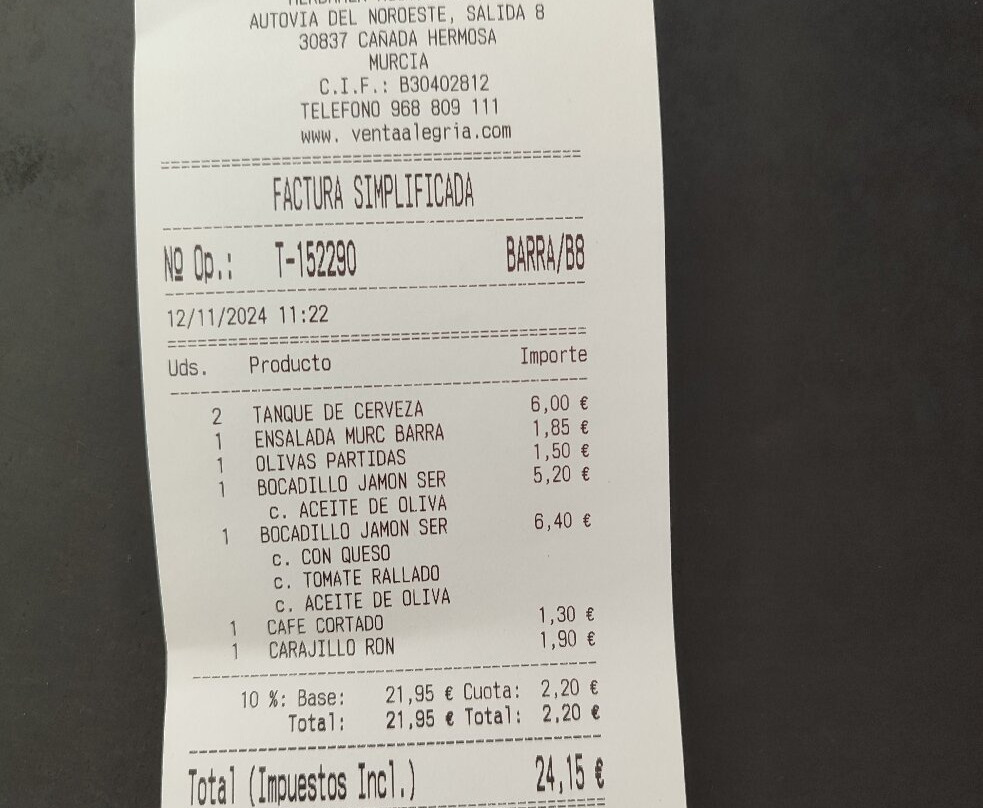 AUTOVIA DEL NOROESTE, SALIDA 8
30837 CAÑADA HERMOSA
MURCIA
C.I.F.: B30402812
TELEFONO 968 809 111
www. ventaalegria.com
FACTURA SIMPLIFICADA
Nº Op.: T-152290 BARRA/B8
12/11/2024 11:22
Uds. Producto Importe
2 TANQUE DE CERVEZA 6,00 €
1 ENSALADA MURC BARRA 1,85 €
1 OLIVAS PARTIDAS 1,50 €
1 BOCADILLO JAMON SER 5,20 €
c. ACEITE DE OLIVA
1 BOCADILLO JAMON SER 6,40 €
c. CON QUESO
c. TOMATE RALLADO
c. ACEITE DE OLIVA
1 CAFE CORTADO 1,30 €
1 CARAJILLO RON 1,90 €
10 %: Base: 21,95 € Cuota: 2,20 €
Total: 21,95 € Total: 2,20 €
Total (Impuestos Incl.) 24,15 €